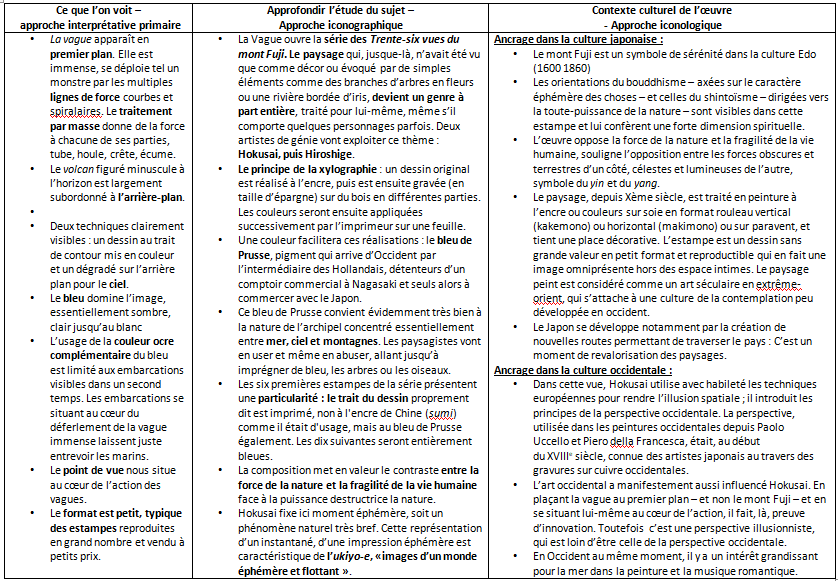 Ce que l'on voit –
approche interprétative primaire
• La vague apparaît en
premier plan. Elle est
immense, se déploie tel un
monstre par les multiples
lignes de force courbes et
spiralaires. Le traitement
par masse donne de la force
à chacune de ses parties,
tube, houle, crête, écume.
• Le volcan figuré minuscule à
l'horizon est largement
subordonné à l'arrière-plan.
•
• Deux techniques clairement
visibles : un dessin au trait
de contour mis en couleur
et un dégradé sur l'arrière
plan pour le ciel.
• Le bleu domine l'image,
essentiellement sombre,
clair jusqu'au blanc
• L'usage de la couleur ocre
complémentaire du bleu
est limité aux embarcations
visibles dans un second
temps. Les embarcations se
situant au cœur du
déferlement de la vague
immense laissent juste
entrevoir les marins.
• Le point de vue nous situe
au cœur de l'action des
vagues.
• Le format est petit, typique
des estampes reproduites
en grand nombre et vendu à
petits prix.
Approfondir l'étude du sujet –
Approche iconographique
• La Vague ouvre la série des Trente-six vues du
mont Fuji. Le paysage qui, jusque-là, n'avait été vu
que comme décor ou évoqué par de simples
éléments comme des branches d'arbres en fleurs
ou une rivière bordée d'iris, devient un genre à
part entière, traité pour lui-même, même s'il
comporte quelques personnages parfois. Deux
artistes de génie vont exploiter ce thème :
Hokusai, puis Hiroshige.
• Le principe de la xylographie : un dessin original
est réalisé à l'encre, puis est ensuite gravée (en
taille d'épargne) sur du bois en différentes parties.
Les couleurs seront ensuite appliquées
successivement par l'imprimeur sur une feuille.
• Une couleur facilitera ces réalisations : le bleu de
Prusse, pigment qui arrive d'Occident par
l'intermédiaire des Hollandais, détenteurs d'un
comptoir commercial à Nagasaki et seuls alors à
commercer avec le Japon.
• Ce bleu de Prusse convient évidemment très bien à
la nature de l'archipel concentré essentiellement
entre mer, ciel et montagnes. Les paysagistes vont
en user et même en abuser, allant jusqu'à
imprégner de bleu, les arbres ou les oiseaux.
• Les six premières estampes de la série présentent
une particularité : le trait du dessin proprement
dit est imprimé, non à l'encre de Chine (sumi)
comme il était d'usage, mais au bleu de Prusse
également. Les dix suivantes seront entièrement
bleues.
• La composition met en valeur le contraste entre la
force de la nature et la fragilité de la vie humaine
face à la puissance destructrice la nature.
• Hokusai fixe ici moment éphémère, soit un
phénomène naturel très bref. Cette représentation
d'un instantané, d'une impression éphémère est
caractéristique de l'ukiyo-e, « images d'un monde
éphémère et flottant ».
Contexte culturel de l'œuvre
- Approche iconologique
Ancrage dans la culture japonaise :
• Le mont Fuji est un symbole de sérénité dans la culture Edo
(1600 1860)
• Les orientations du bouddhisme – axées sur le caractère
éphémère des choses – et celles du shintoïsme – dirigées vers
la toute-puissance de la nature – sont visibles dans cette
estampe et lui confèrent une forte dimension spirituelle.
• L'œuvre oppose la force de la nature et la fragilité de la vie
humaine, souligne l'opposition entre les forces obscures et
terrestres d'un côté, célestes et lumineuses de l'autre,
symbole du yin et du yang.
• Le paysage, depuis Xème siècle, est traité en peinture à
l'encre ou couleurs sur soie en format rouleau vertical
(kakemono) ou horizontal (makimono) ou sur paravent, et
tient une place décorative. L'estampe est un dessin sans
grande valeur en petit format et reproductible qui en fait une
image omniprésente hors des espace intimes. Le paysage
peint est considéré comme un art séculaire en extrême-
orient, qui s'attache à une culture de la contemplation peu
développée en occident.
• Le Japon se développe notamment par la création de
nouvelles routes permettant de traverser le pays : C'est un
moment de revalorisation des paysages.
Ancrage dans la culture occidentale :
• Dans cette vue, Hokusai utilise avec habileté les techniques
européennes pour rendre l'illusion spatiale ; il introduit les
principes de la perspective occidentale. La perspective,
utilisée dans les peintures occidentales depuis Paolo
Uccello et Piero della Francesca, était, au début
du XVIIIe siècle, connue des artistes japonais au travers des
gravures sur cuivre occidentales.
• L'art occidental a manifestement aussi influencé Hokusai. En
plaçant la vague au premier plan – et non le mont Fuji – et en
se situant lui-même au cœur de l'action, il fait, là, preuve
d'innovation. Toutefois c'est une perspective illusionniste,
qui est loin d'être celle de la perspective occidentale.
• En Occident au même moment, il y a un intérêt grandissant
pour la mer dans la peinture et la musique romantique.